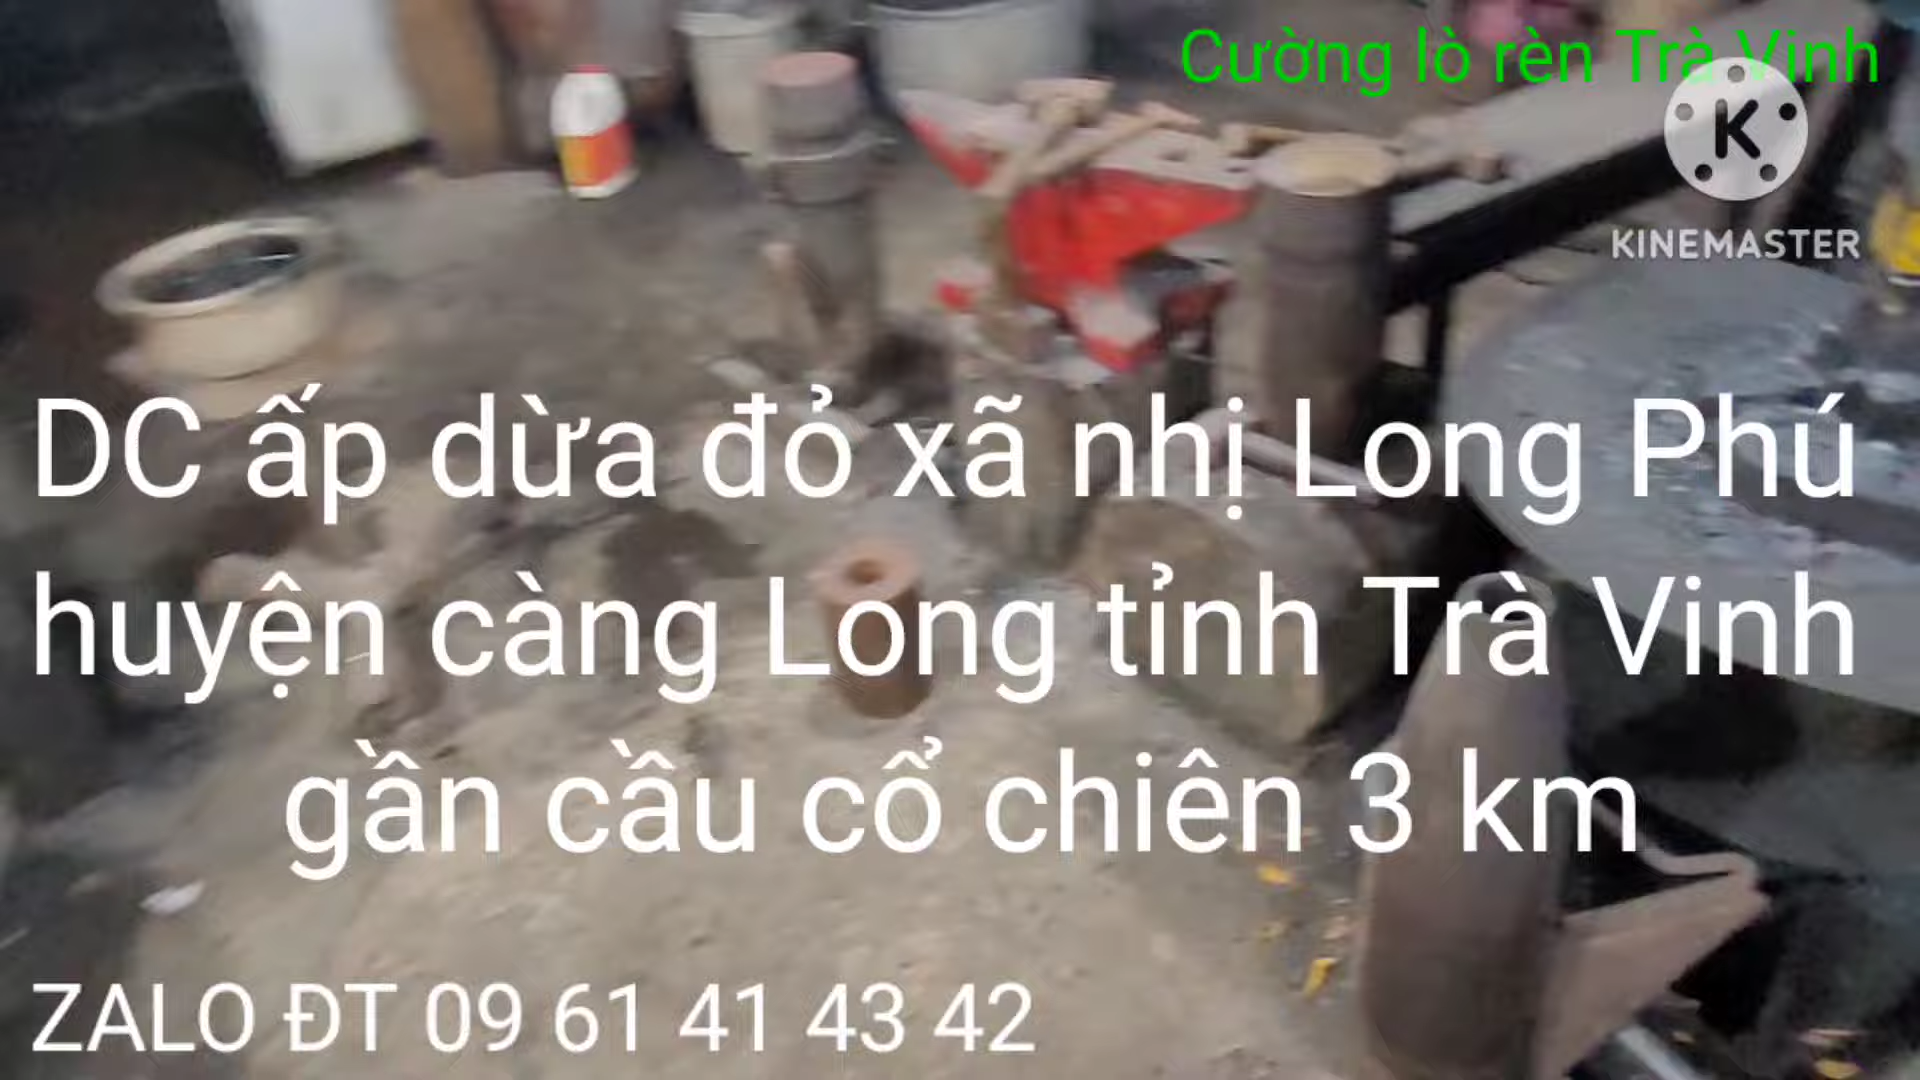 Cường lò rèn Trà Vinh
KINEMASTER
DC ấp dừa đỏ xã nhị Long Phú
huyện càng Long tỉnh Trà Vinh
gần cầu cổ chiên 3 km
ZALO ĐT 09 61 41 43 42